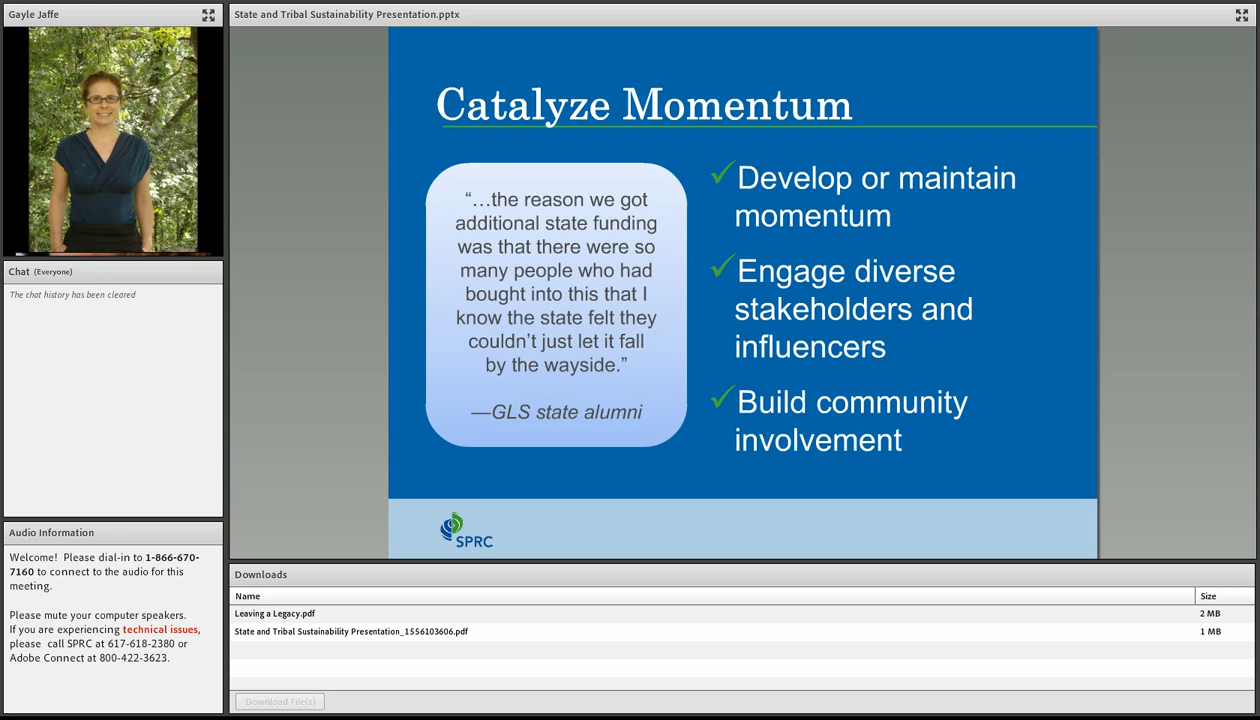 Gayle Jaffe
State and Tribal Sustainability Presentation.pptx
Catalyze Momentum
“…the reason we got
additional state funding
was that there were so
many people who had
bought into this that I
know the state felt they
couldn’t just let it fall
by the wayside.”
—GLS state alumni
Develop or maintain
momentum
Engage diverse
stakeholders and
influencers
Build community
involvement
SPRC
Chat (Everyone)
The chat history has been cleared
Audio Information
Welcome! Please dial-in to 1-866-670-
7160 to connect to the audio for this
meeting.
Please mute your computer speakers.
If you are experiencing technical issues,
please call SPRC at 617-618-2380 or
Adobe Connect at 800-422-3623.
Downloads
Name Size
Leaving a Legacy.pdf 2 MB
State and Tribal Sustainability Presentation_1556103606.pdf 1 MB
Download File(s)